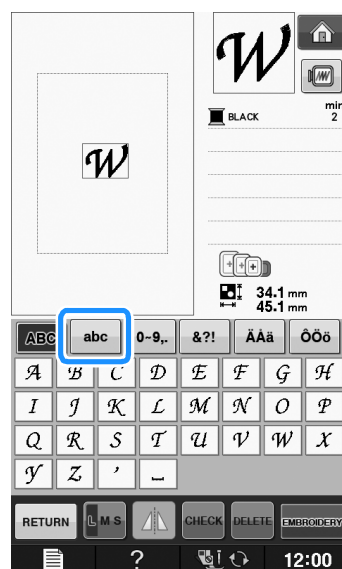 W
min
BLACK 2
W
34.1 mm
45.1 mm
ABC abc 0~9,. &?! ÄÅä ÔÖö
A B C D E F G H
I J K L M N O P
Q R S T U V W X
Y Z ’ ⎵
RETURN L M S CHECK DELETE EMBROIDERY
? 12:00